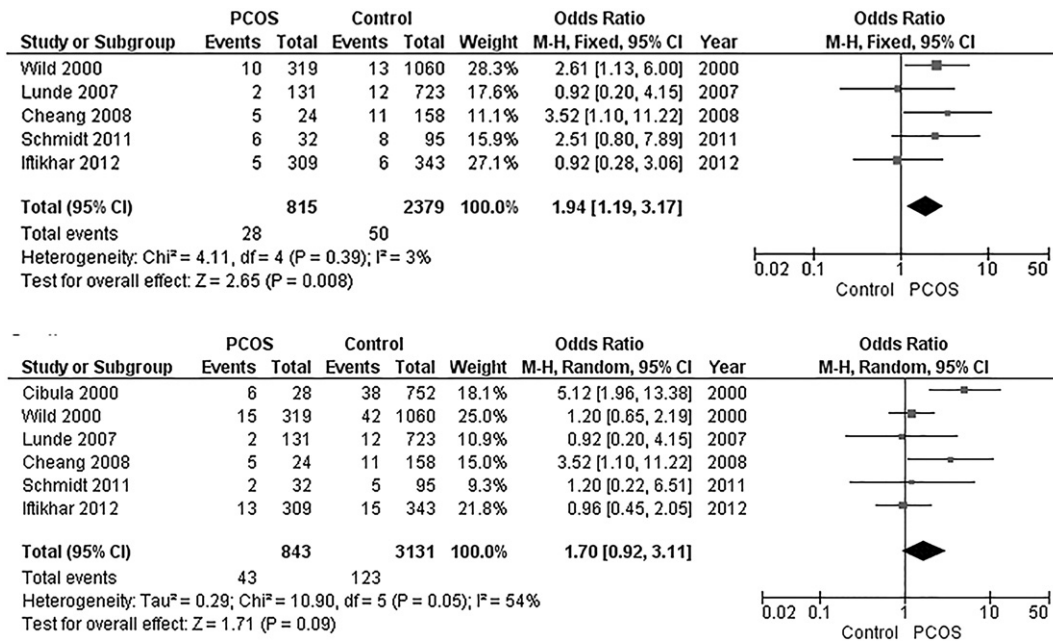 PCOS Control Odds Ratio Odds Ratio
Study or Subgroup Events Total Events Total Weight M-H, Fixed, 95% CI Year M-H, Fixed, 95% CI
Wild 2000 10 319 13 1060 28.3% 2.61 [1.13, 6.00] 2000
Lunde 2007 2 131 12 723 17.6% 0.92 [0.20, 4.15] 2007
Cheang 2008 5 24 11 158 11.1% 3.52 [1.10, 11.22] 2008
Schmidt 2011 6 32 8 95 15.9% 2.51 [0.80, 7.89] 2011
Iftikhar 2012 5 309 6 343 27.1% 0.92 [0.28, 3.06] 2012
Total (95% CI) 815 2379 100.0% 1.94 [1.19, 3.17]
Total events 28 50
Heterogeneity: Chi² = 4.11, df = 4 (P = 0.39); I² = 3%
Test for overall effect: Z = 2.65 (P = 0.008)
0.02 0.1 1 10 50
Control PCOS
PCOS Control Odds Ratio Odds Ratio
Study or Subgroup Events Total Events Total Weight M-H, Random, 95% CI Year M-H, Random, 95% CI
Cibula 2000 6 28 38 752 18.1% 5.12 [1.96, 13.38] 2000
Wild 2000 15 319 42 1060 25.0% 1.20 [0.65, 2.19] 2000
Lunde 2007 2 131 12 723 10.9% 0.92 [0.20, 4.15] 2007
Cheang 2008 5 24 11 158 15.0% 3.52 [1.10, 11.22] 2008
Schmidt 2011 2 32 5 95 9.3% 1.20 [0.22, 6.51] 2011
Iftikhar 2012 13 309 15 343 21.8% 0.96 [0.45, 2.05] 2012
Total (95% CI) 843 3131 100.0% 1.70 [0.92, 3.11]
Total events 43 123
Heterogeneity: Tau² = 0.29; Chi² = 10.90, df = 5 (P = 0.05); I² = 54%
Test for overall effect: Z = 1.71 (P = 0.09)
0.02 0.1 1 10 50
Control PCOS